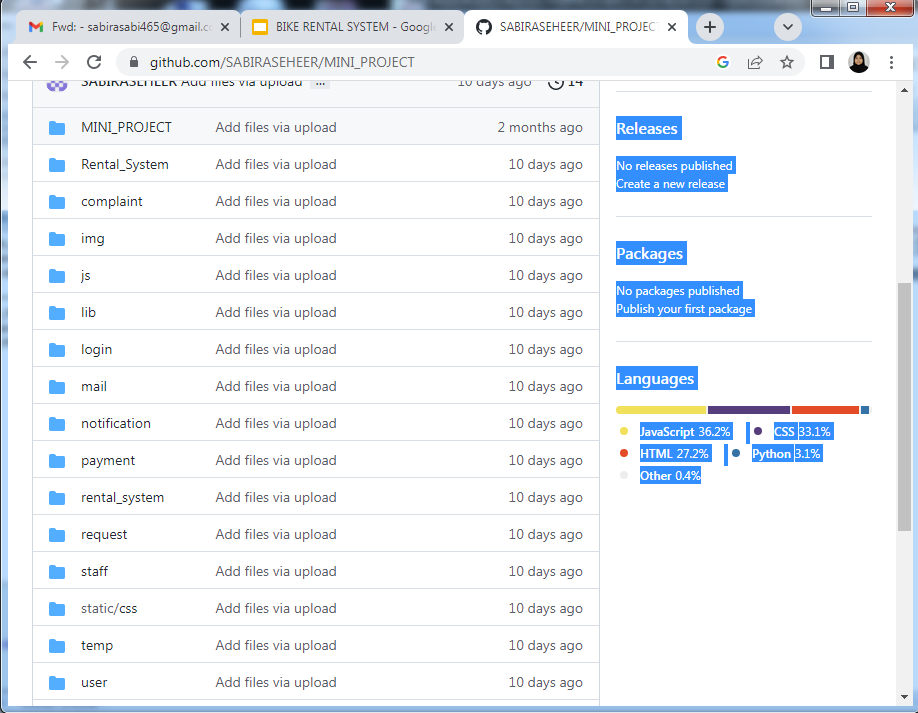 Fwd: - sabirasabi465@gmail.c
BIKE RENTAL SYSTEM - Google
SABIRASEHEER/MINI_PROJECT
github.com/SABIRASEHEER/MINI_PROJECT
SABIRASEHEER Add files via upload ... 10 days ago 14
MINI_PROJECT Add files via upload 2 months ago
Rental_System Add files via upload 10 days ago
complaint Add files via upload 10 days ago
img Add files via upload 10 days ago
js Add files via upload 10 days ago
lib Add files via upload 10 days ago
login Add files via upload 10 days ago
mail Add files via upload 10 days ago
notification Add files via upload 10 days ago
payment Add files via upload 10 days ago
rental_system Add files via upload 10 days ago
request Add files via upload 10 days ago
staff Add files via upload 10 days ago
static/css Add files via upload 10 days ago
temp Add files via upload 10 days ago
user Add files via upload 10 days ago
Releases
No releases published
Create a new release
Packages
No packages published
Publish your first package
Languages
JavaScript 36.2% CSS 33.1%
HTML 27.2% Python 3.1%
Other 0.4%